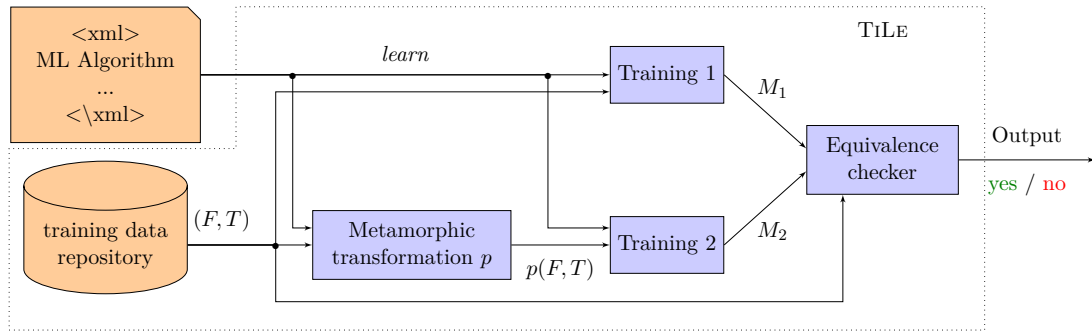 <xml>
ML Algorithm
...
<\xml>
learn
Training 1
TiLe
M1
Equivalence
checker
Output
yes / no
training data
repository
(F, T)
Metamorphic
transformation p
p(F, T)
Training 2
M2